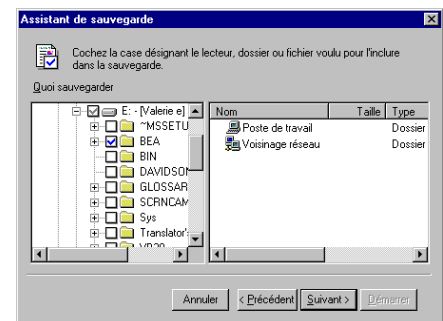 Assistant de sauvegarde
Cochez la case désignant le lecteur, dossier ou fichier voulu pour l'inclure
dans la sauvegarde.
Quoi sauvegarder
E: - [Valerie e]
~MSSETU
BEA
BIN
DAVIDSON
GLOSSAR
SCRNCAM
Sys
Translator'
Nom Taille Type
Poste de travail Dossier
Voisinage réseau Dossier
Annuler < Précédent Suivant > Démarrer